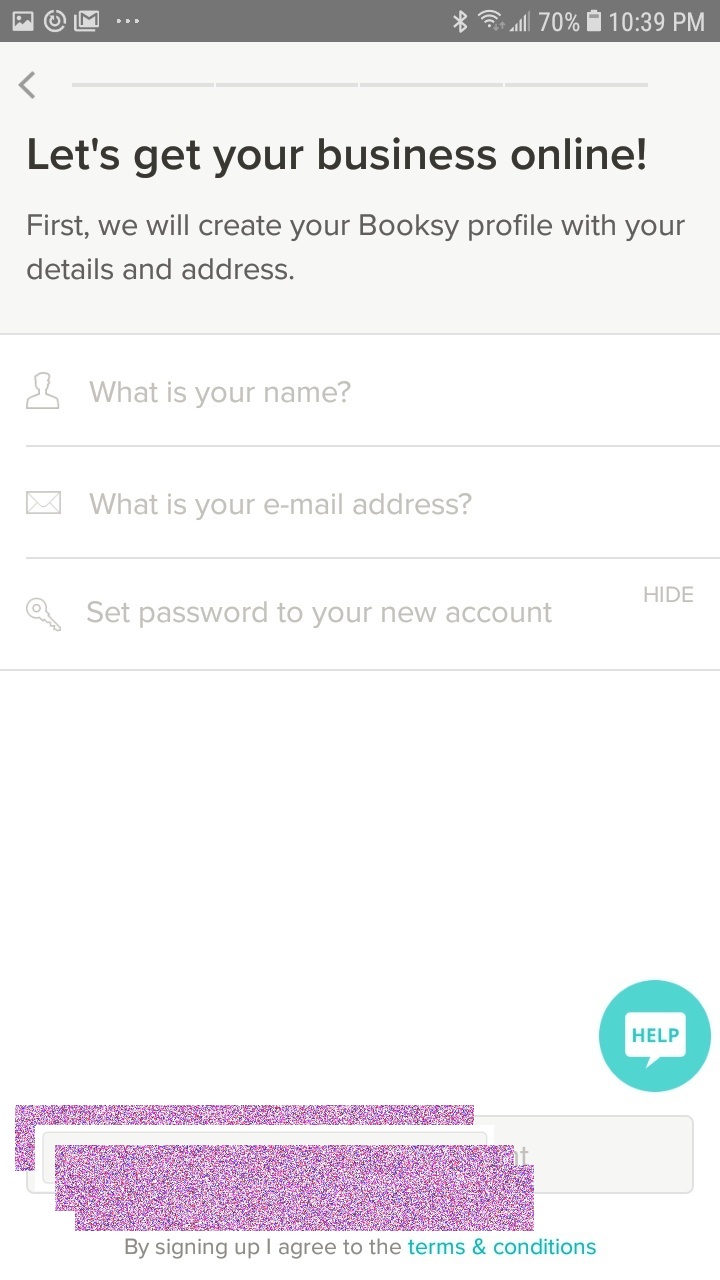 70% 10:39 PM
Let's get your business online!
First, we will create your Booksy profile with your
details and address.
What is your name?
What is your e-mail address?
HIDE
Set password to your new account
HELP
By signing up I agree to the terms & conditions